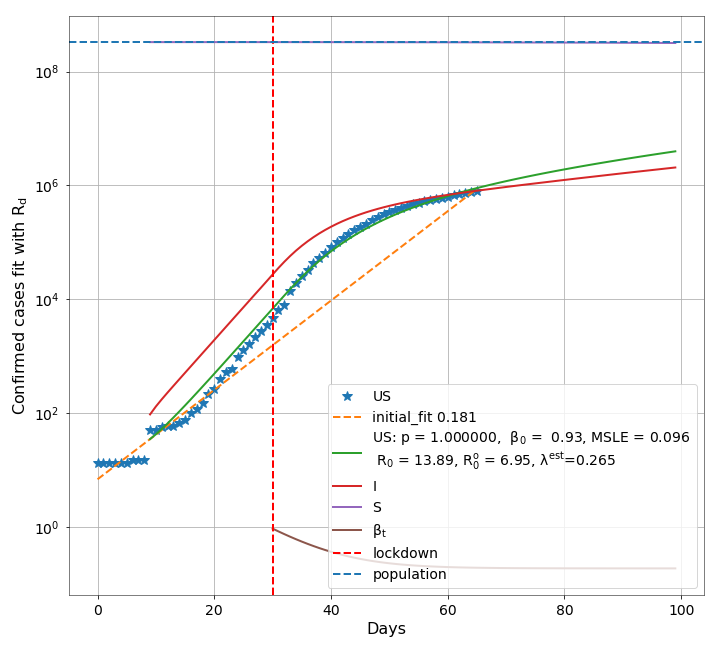 Confirmed cases fit with R_d
10^8
10^6
10^4
10^2
10^0
US
initial_fit 0.181
US: p = 1.000000, β_0 = 0.93, MSLE = 0.096
R_0 = 13.89, R_0^o = 6.95, λ^est=0.265
I
S
β_t
lockdown
population
0 20 40 60 80 100
Days